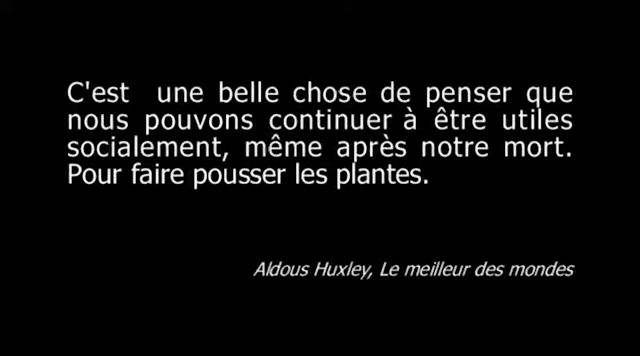 C'est une belle chose de penser que
nous pouvons continuer à être utiles
socialement, même après notre mort.
Pour faire pousser les plantes.
Aldous Huxley, Le meilleur des mondes